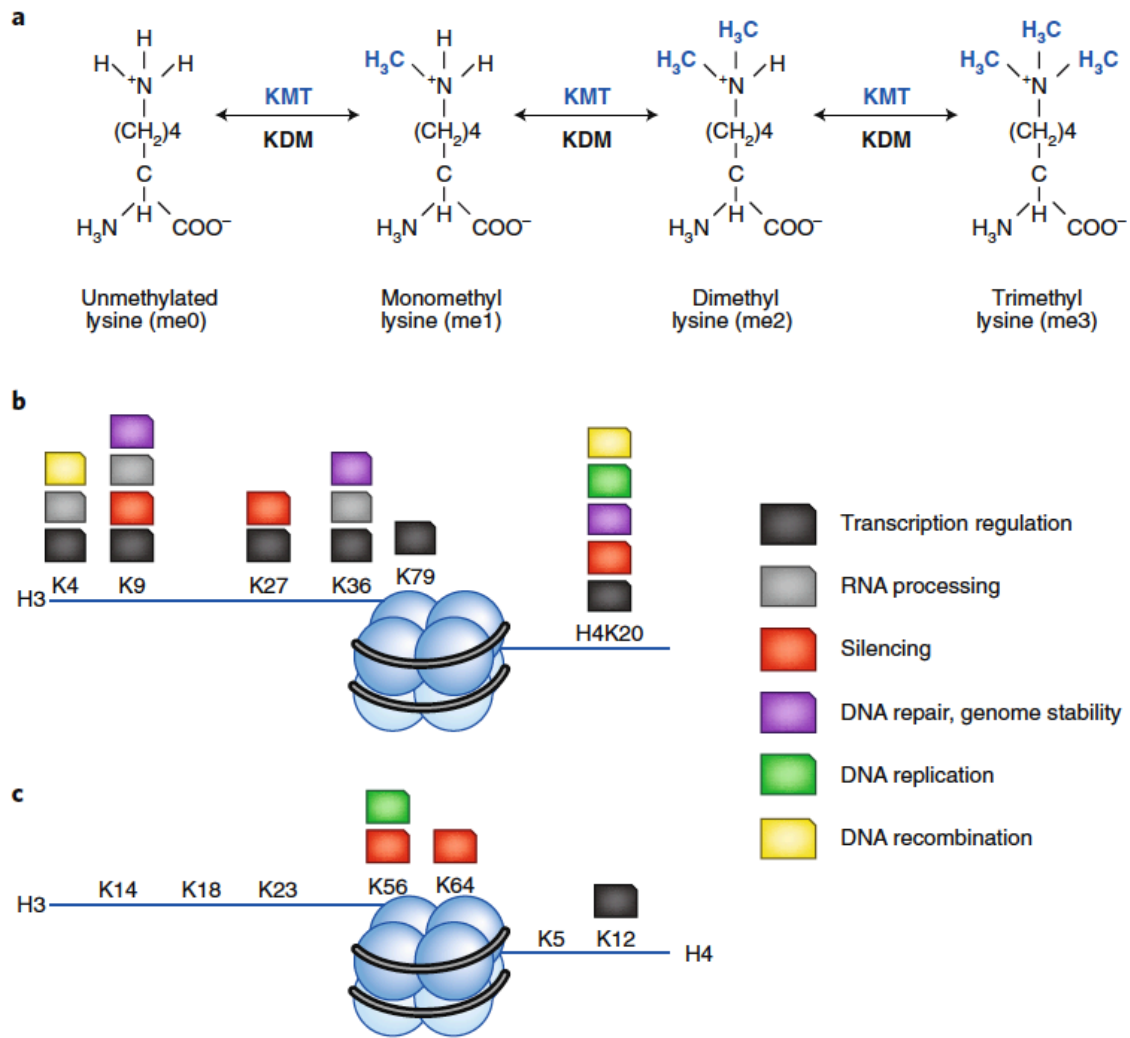 a
H H H H
H H₃C H H₃C H₃C H H₃C H₃C H₃C
⁺N KMT ⁺N KMT ⁺N KMT ⁺N
(CH₂)4 KDM (CH₂)4 KDM (CH₂)4 KDM (CH₂)4
C C C C
H₃N H COO⁻ H₃N H COO⁻ H₃N H COO⁻ H₃N H COO⁻
Unmethylated Monomethyl Dimethyl Trimethyl
lysine (me0) lysine (me1) lysine (me2) lysine (me3)
b
H3 K4 K9 K27 K36 K79
H4K20
Transcription regulation
RNA processing
Silencing
DNA repair, genome stability
DNA replication
DNA recombination
c
H3 K14 K18 K23 K56 K64
K5 K12 H4